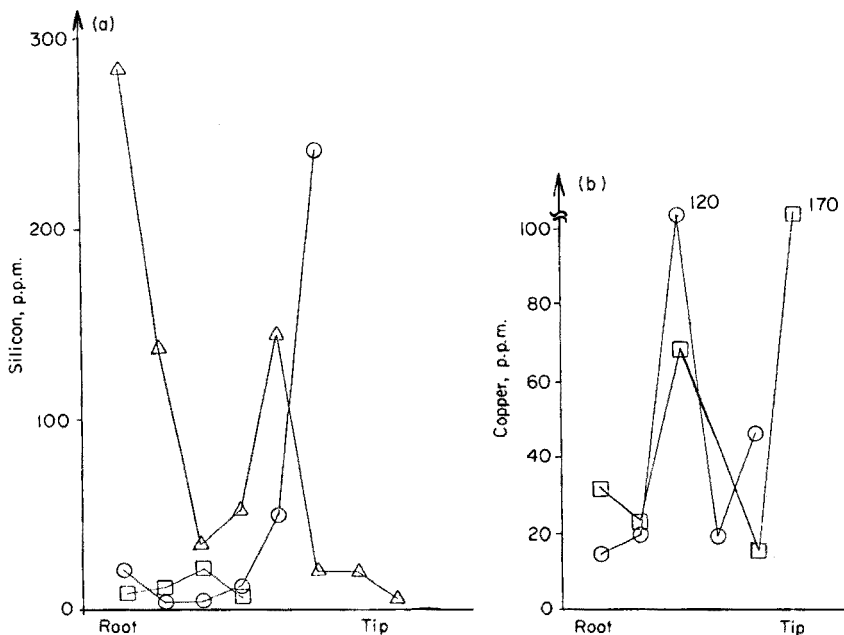 (a)
300
200
100
0
Silicon, p.p.m.
Root
Tip
(b)
120
170
100
80
60
40
20
0
Copper, p.p.m.
Root
Tip